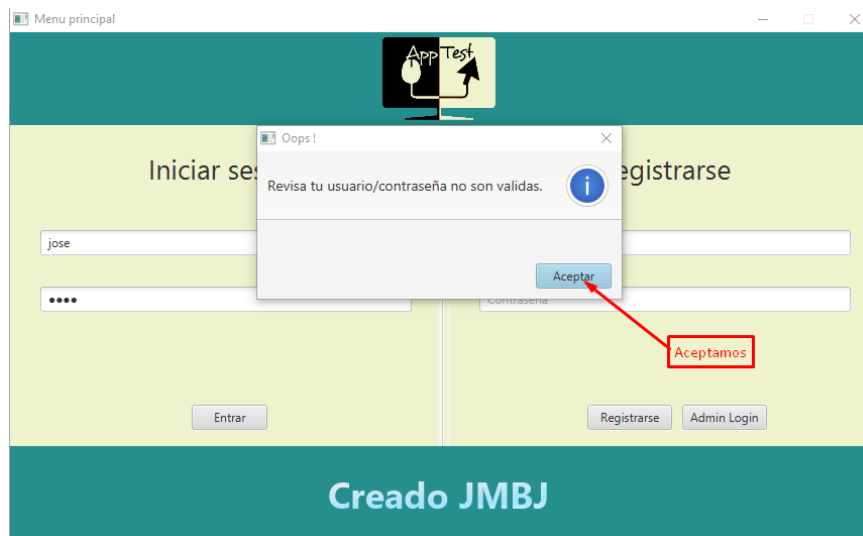 Menu principal
App Test
Oops!
Iniciar ses
egistrarse
Revisa tu usuario/contraseña no son validas.
jose
Aceptar
Contraseña
Aceptamos
Entrar
Registrarse
Admin Login
Creado JMBJ